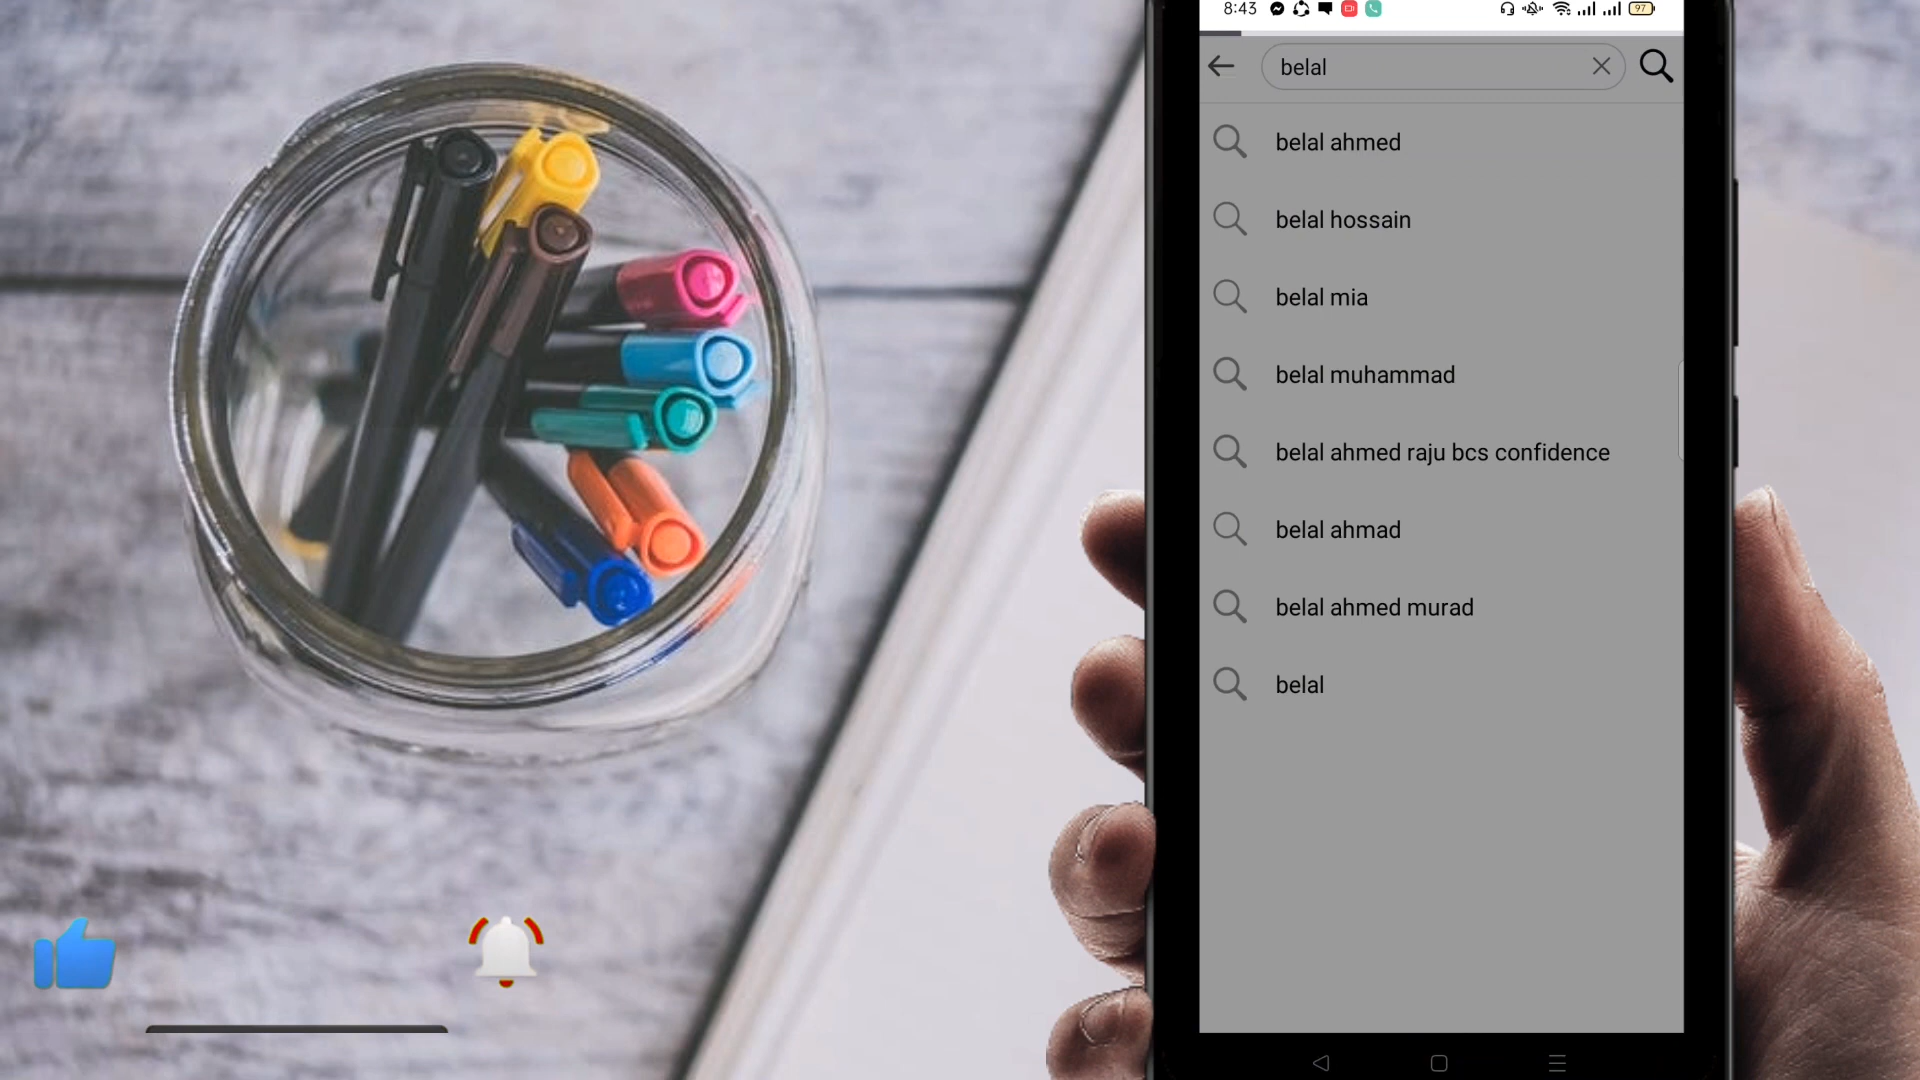 8:43
97
belal
belal ahmed
belal hossain
belal mia
belal muhammad
belal ahmed raju bcs confidence
belal ahmad
belal ahmed murad
belal